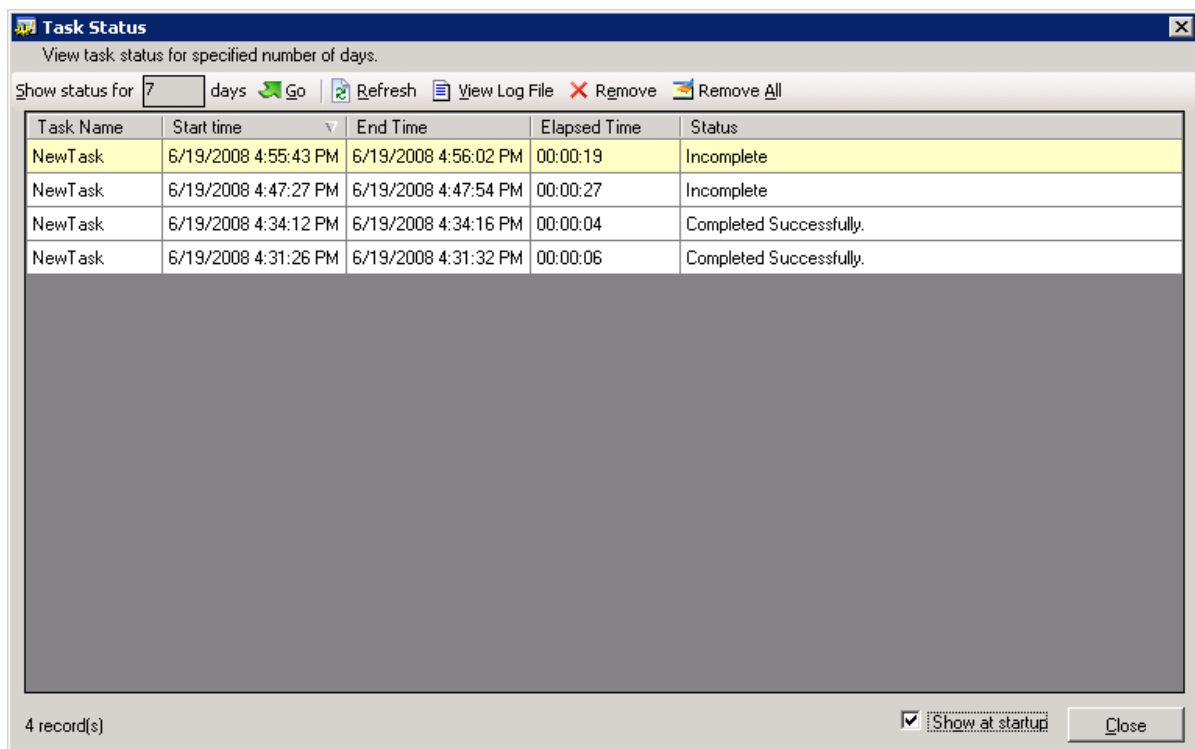 Task Status
View task status for specified number of days.
Show status for 7 days Go Refresh View Log File Remove Remove All
Task Name Start time End Time Elapsed Time Status
NewTask 6/19/2008 4:55:43 PM 6/19/2008 4:56:02 PM 00:00:19 Incomplete
NewTask 6/19/2008 4:47:27 PM 6/19/2008 4:47:54 PM 00:00:27 Incomplete
NewTask 6/19/2008 4:34:12 PM 6/19/2008 4:34:16 PM 00:00:04 Completed Successfully.
NewTask 6/19/2008 4:31:26 PM 6/19/2008 4:31:32 PM 00:00:06 Completed Successfully.
4 record(s) Show at startup Close